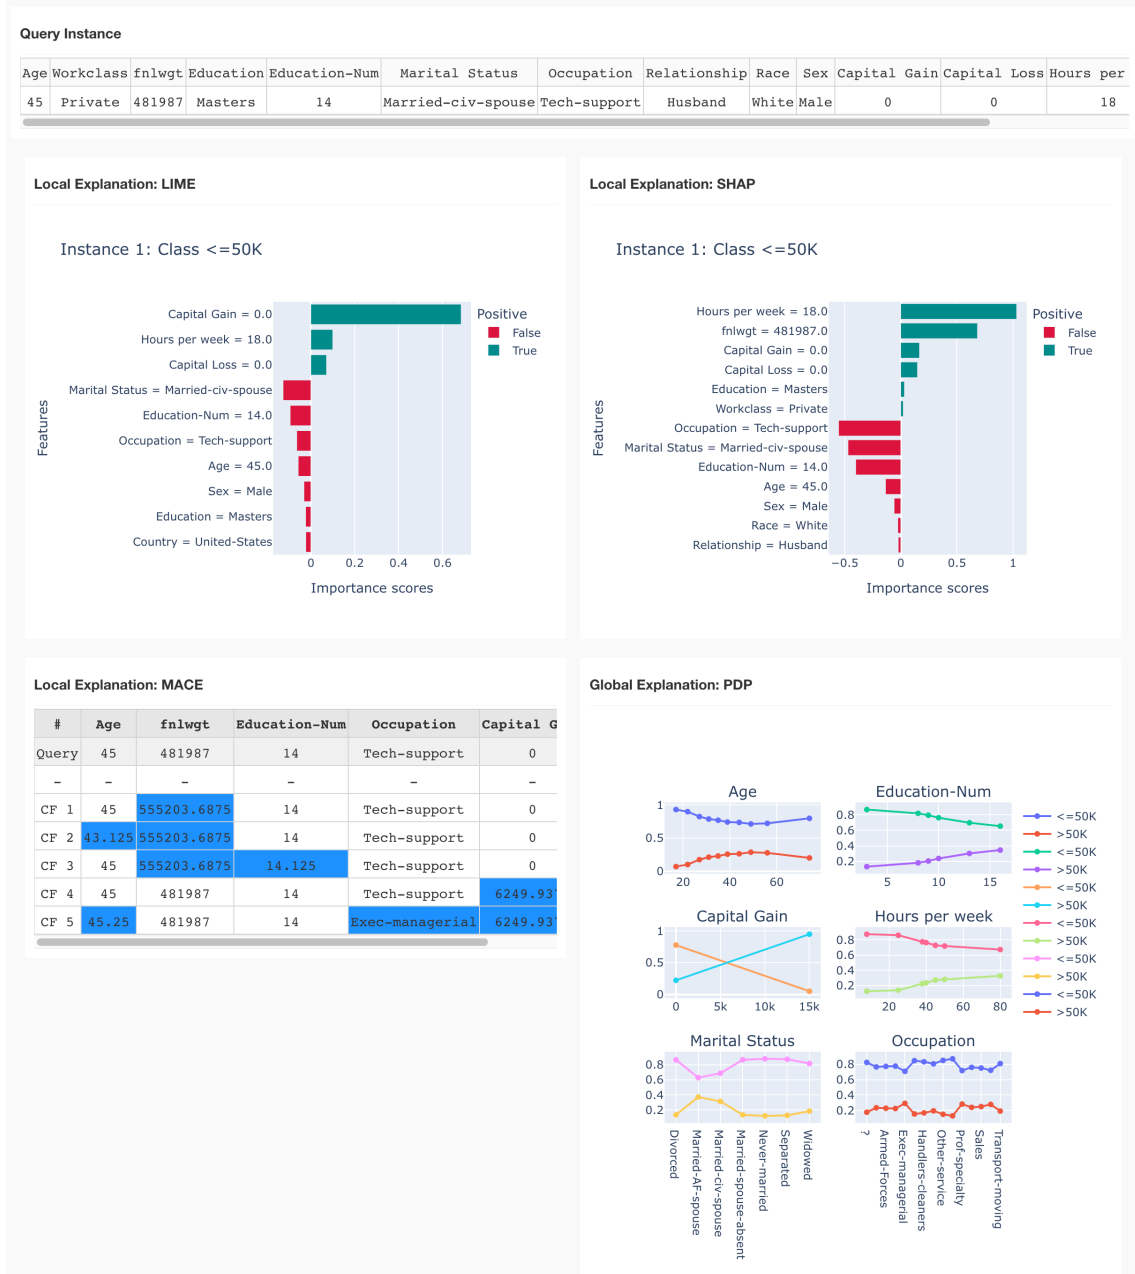 Query Instance
Age Workclass fnlwgt Education Education-Num Marital Status Occupation Relationship Race Sex Capital Gain Capital Loss Hours per
45 Private 481987 Masters 14 Married-civ-spouse Tech-support Husband White Male 0 0 18
Local Explanation: LIME
Instance 1: Class <=50K
Capital Gain = 0.0
Hours per week = 18.0
Capital Loss = 0.0
Marital Status = Married-civ-spouse
Education-Num = 14.0
Occupation = Tech-support
Age = 45.0
Sex = Male
Education = Masters
Country = United-States
Features
0 0.2 0.4 0.6
Importance scores
Positive
False
True
Local Explanation: SHAP
Instance 1: Class <=50K
Hours per week = 18.0
fnlwgt = 481987.0
Capital Gain = 0.0
Capital Loss = 0.0
Education = Masters
Workclass = Private
Occupation = Tech-support
Marital Status = Married-civ-spouse
Education-Num = 14.0
Age = 45.0
Sex = Male
Race = White
Relationship = Husband
Features
−0.5 0 0.5 1
Importance scores
Positive
False
True
Local Explanation: MACE
# Age fnlwgt Education-Num Occupation Capital G
Query 45 481987 14 Tech-support 0
– – – – – –
CF 1 45 555203.6875 14 Tech-support 0
CF 2 43.125 555203.6875 14 Tech-support 0
CF 3 45 555203.6875 14.125 Tech-support 0
CF 4 45 481987 14 Tech-support 6249.937
CF 5 45.25 481987 14 Exec-managerial 6249.937
Global Explanation: PDP
Age
1
0.5
0
20 40 60
Education-Num
0.8
0.6
0.4
0.2
5 10 15
Capital Gain
1
0.5
0
0 5k 10k 15k
Hours per week
0.8
0.6
0.4
0.2
20 40 60 80
Marital Status
0.8
0.6
0.4
0.2
Divorced
Married-AF-spouse
Married-civ-spouse
Married-spouse-absent
Never-married
Separated
Widowed
Occupation
0.8
0.6
0.4
0.2
?
Armed-Forces
Exec-managerial
Handlers-cleaners
Other-service
Prof-specialty
Sales
Transport-moving
<=50K
>50K
<=50K
>50K
<=50K
>50K
<=50K
>50K
<=50K
>50K
<=50K
>50K